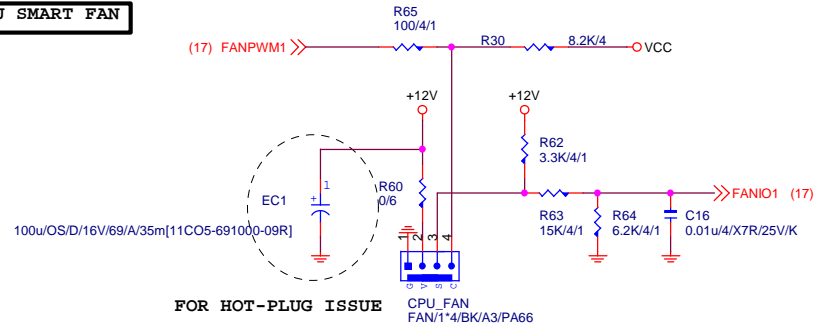 U SMART FAN
R65
100/4/1
(17) FANPWM1
R30
8.2K/4
VCC
+12V
+12V
R62
3.3K/4/1
EC1
1
+
R60
0/6
FANIO1 (17)
R63
15K/4/1
R64
6.2K/4/1
C16
0.01u/4/X7R/25V/K
100u/OS/D/16V/69/A/35m[11CO5-691000-09R]
1 2 3 4
G V S C
FOR HOT-PLUG ISSUE
CPU_FAN
FAN/1*4/BK/A3/PA66